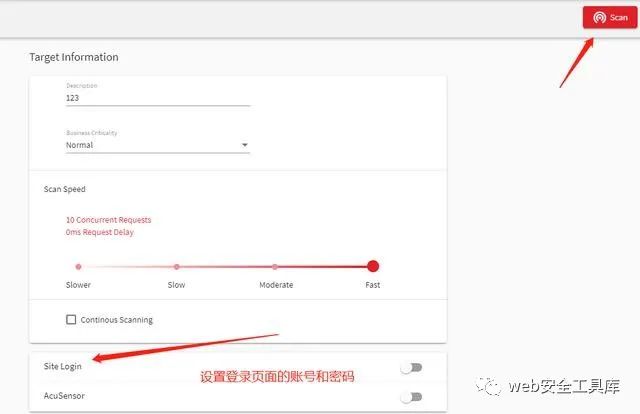 Scan
Target Information
Description
123
Business Criticality
Normal
Scan Speed
10 Concurrent Requests
0ms Request Delay
Slower Slow Moderate Fast
Continous Scanning
Site Login
设置登录页面的账号和密码
AcuSensor
web安全工具库